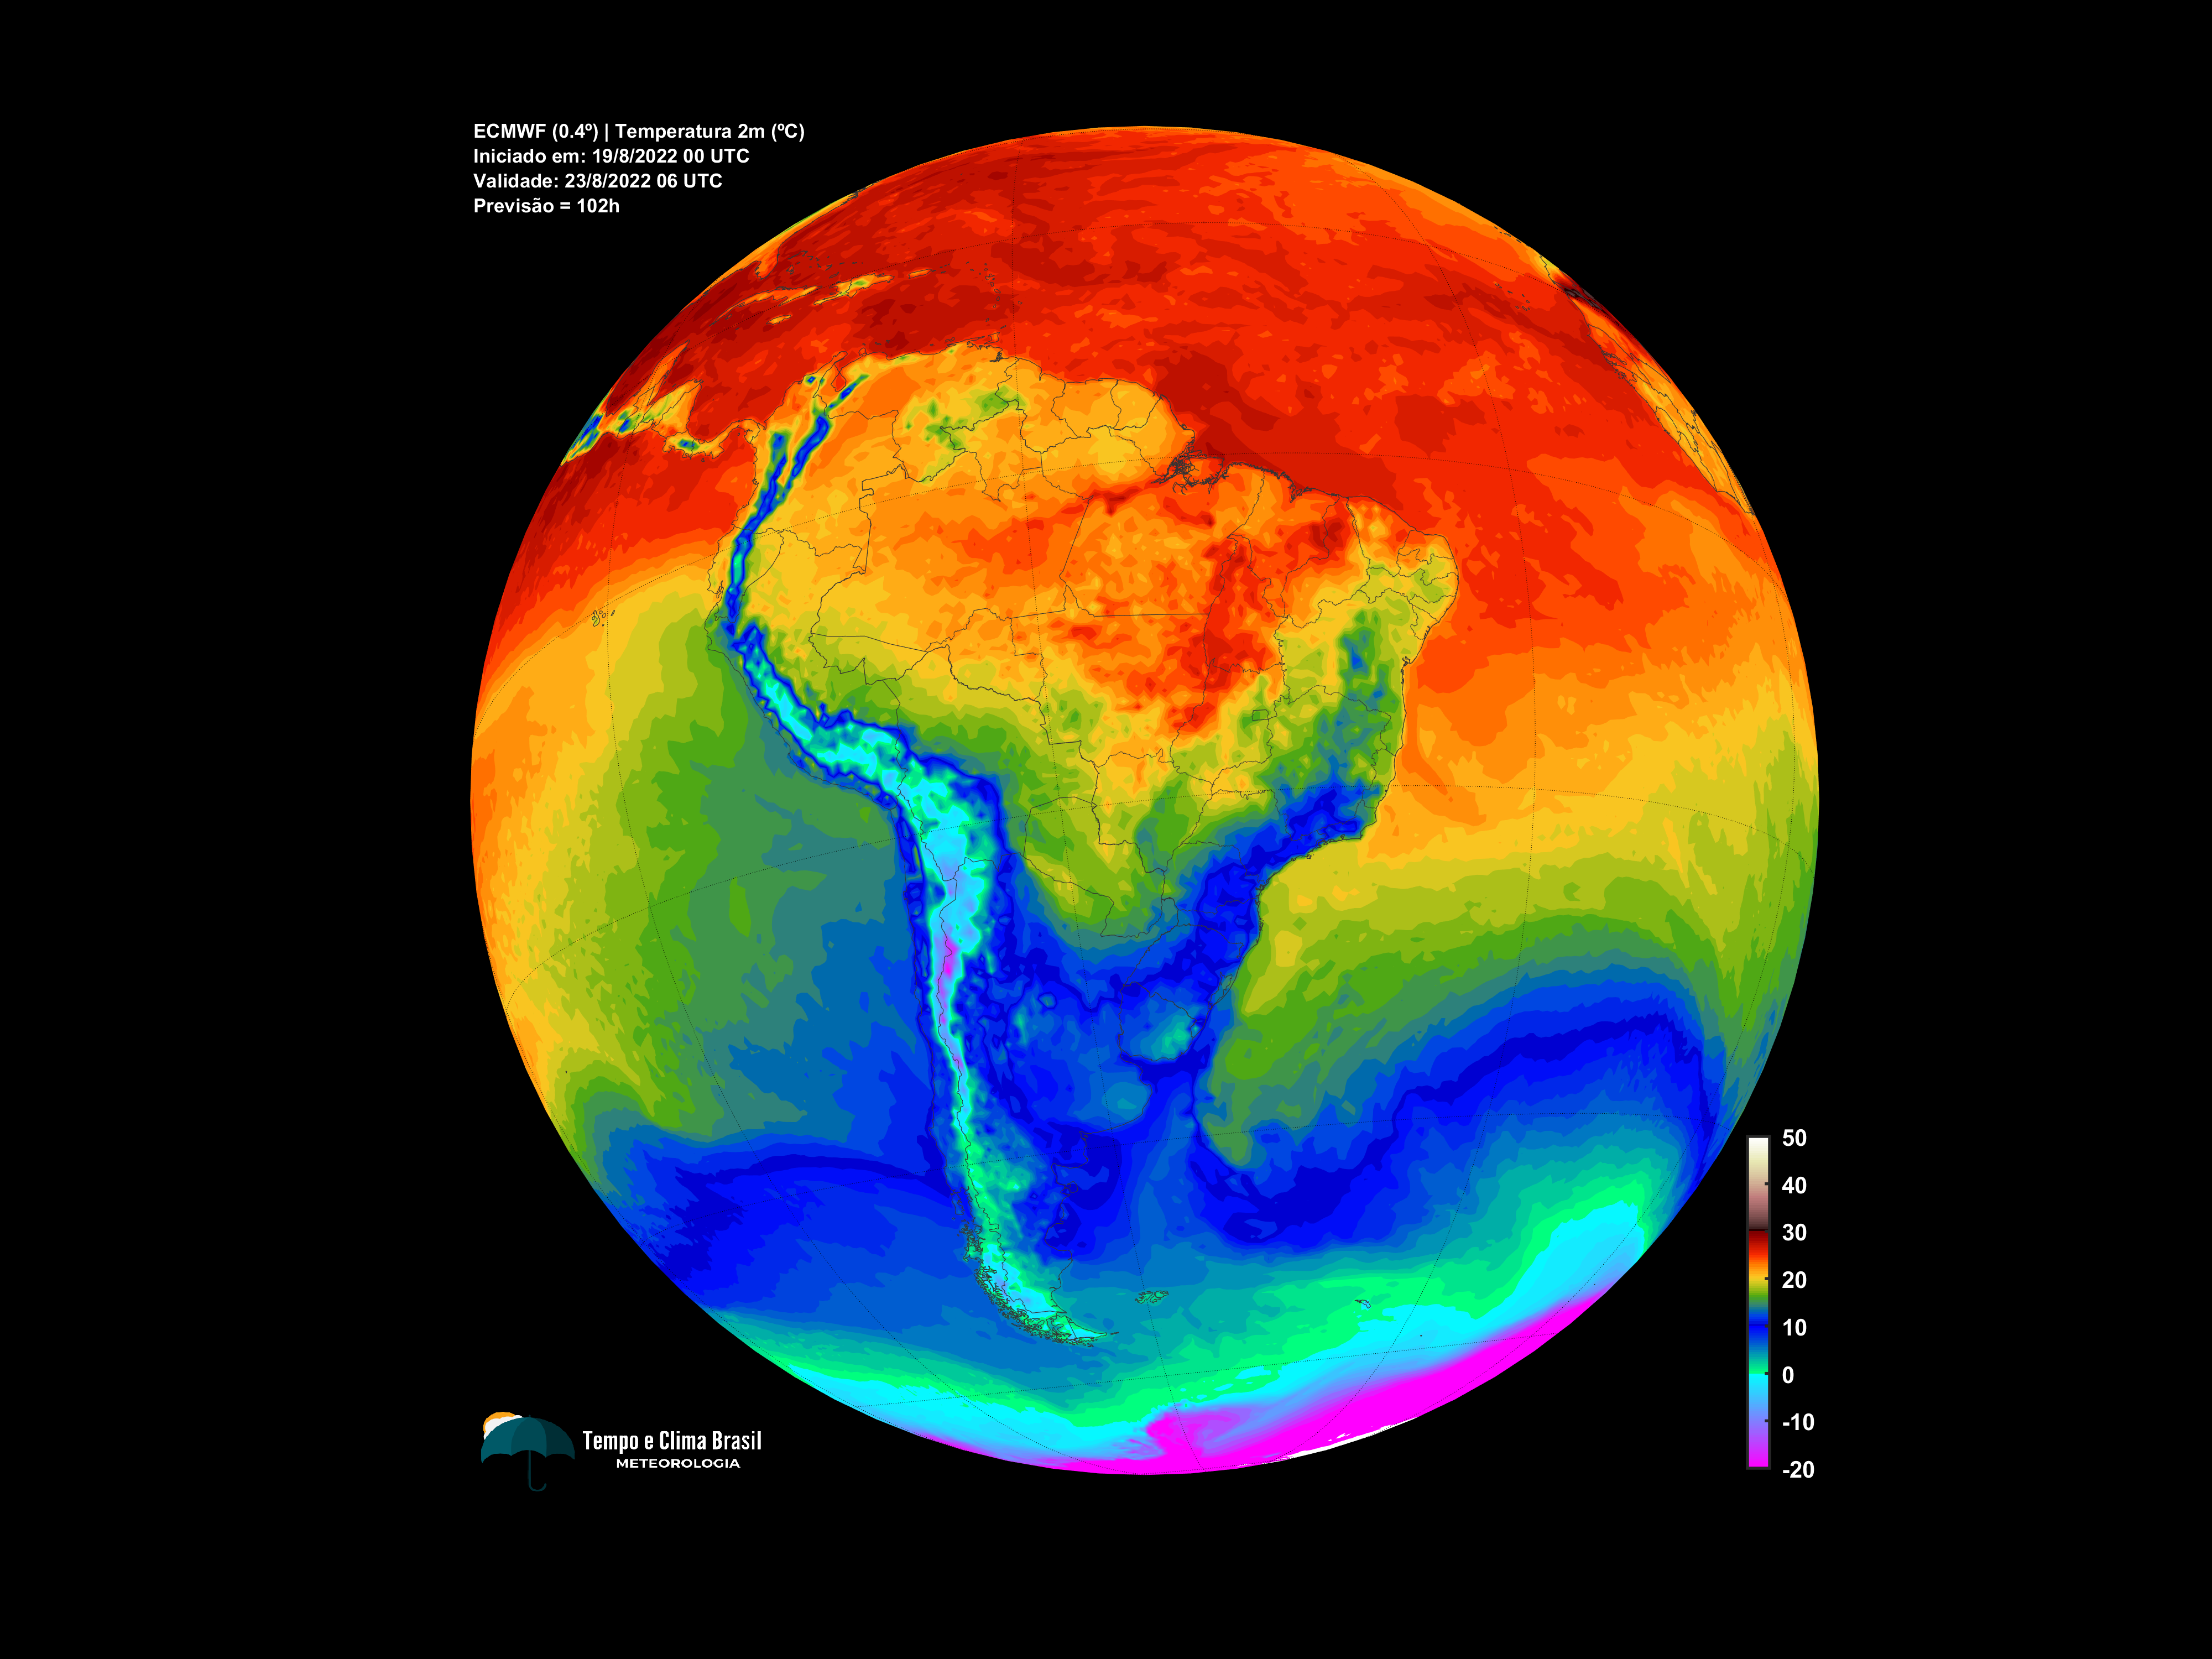 ECMWF (0.4º) | Temperatura 2m (ºC)
Iniciado em: 19/8/2022 00 UTC
Validade: 23/8/2022 06 UTC
Previsão = 102h
50
40
30
20
10
0
-10
-20
Tempo e Clima Brasil
METEOROLOGIA